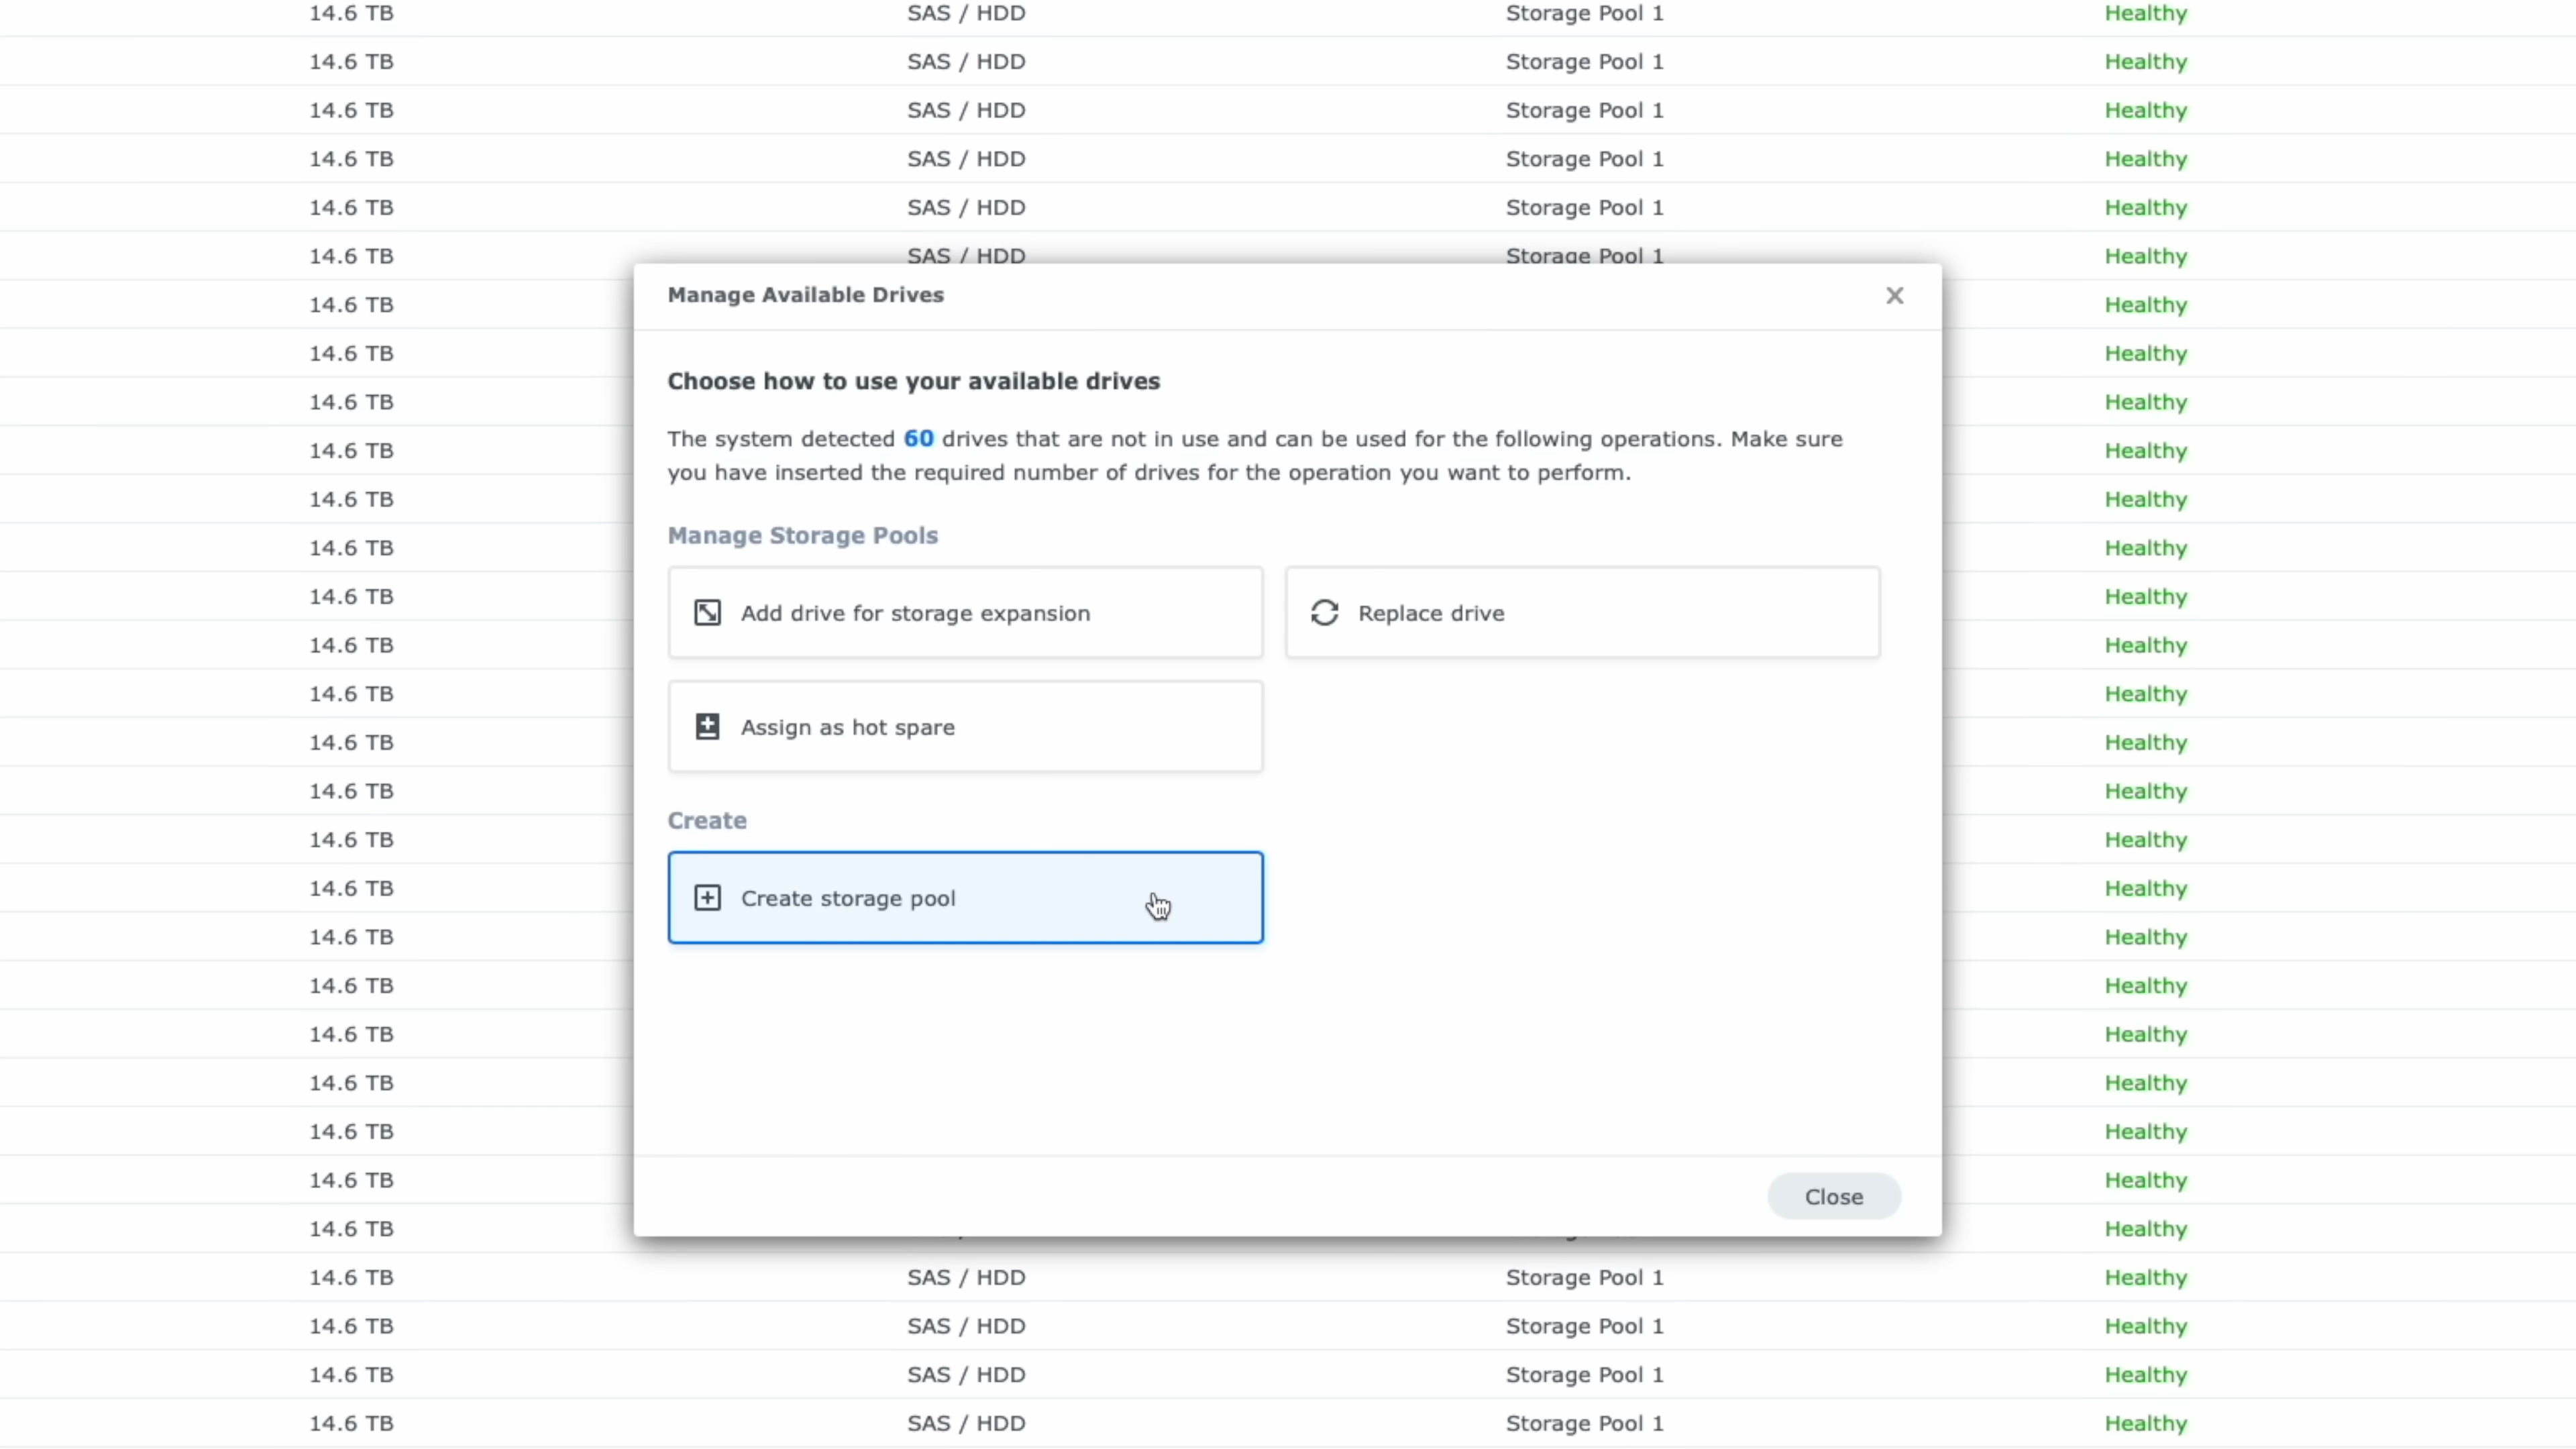 14.6 TB SAS / HDD Storage Pool 1 Healthy
14.6 TB SAS / HDD Storage Pool 1 Healthy
14.6 TB SAS / HDD Storage Pool 1 Healthy
14.6 TB SAS / HDD Storage Pool 1 Healthy
14.6 TB SAS / HDD Storage Pool 1 Healthy
14.6 TB SAS / HDD Storage Pool 1 Healthy
Manage Available Drives
14.6 TB Healthy
14.6 TB Healthy
Choose how to use your available drives
14.6 TB Healthy
The system detected 60 drives that are not in use and can be used for the following operations. Make sure
14.6 TB Healthy
you have inserted the required number of drives for the operation you want to perform.
14.6 TB Healthy
Manage Storage Pools
14.6 TB Healthy
14.6 TB Healthy
Add drive for storage expansion Replace drive
14.6 TB Healthy
14.6 TB Healthy
Assign as hot spare
14.6 TB Healthy
14.6 TB Healthy
Create
14.6 TB Healthy
14.6 TB Healthy
Create storage pool
14.6 TB Healthy
14.6 TB Healthy
14.6 TB Healthy
14.6 TB Healthy
14.6 TB Healthy
14.6 TB Healthy
Close
14.6 TB Healthy
14.6 TB SAS / HDD Storage Pool 1 Healthy
14.6 TB SAS / HDD Storage Pool 1 Healthy
14.6 TB SAS / HDD Storage Pool 1 Healthy
14.6 TB SAS / HDD Storage Pool 1 Healthy